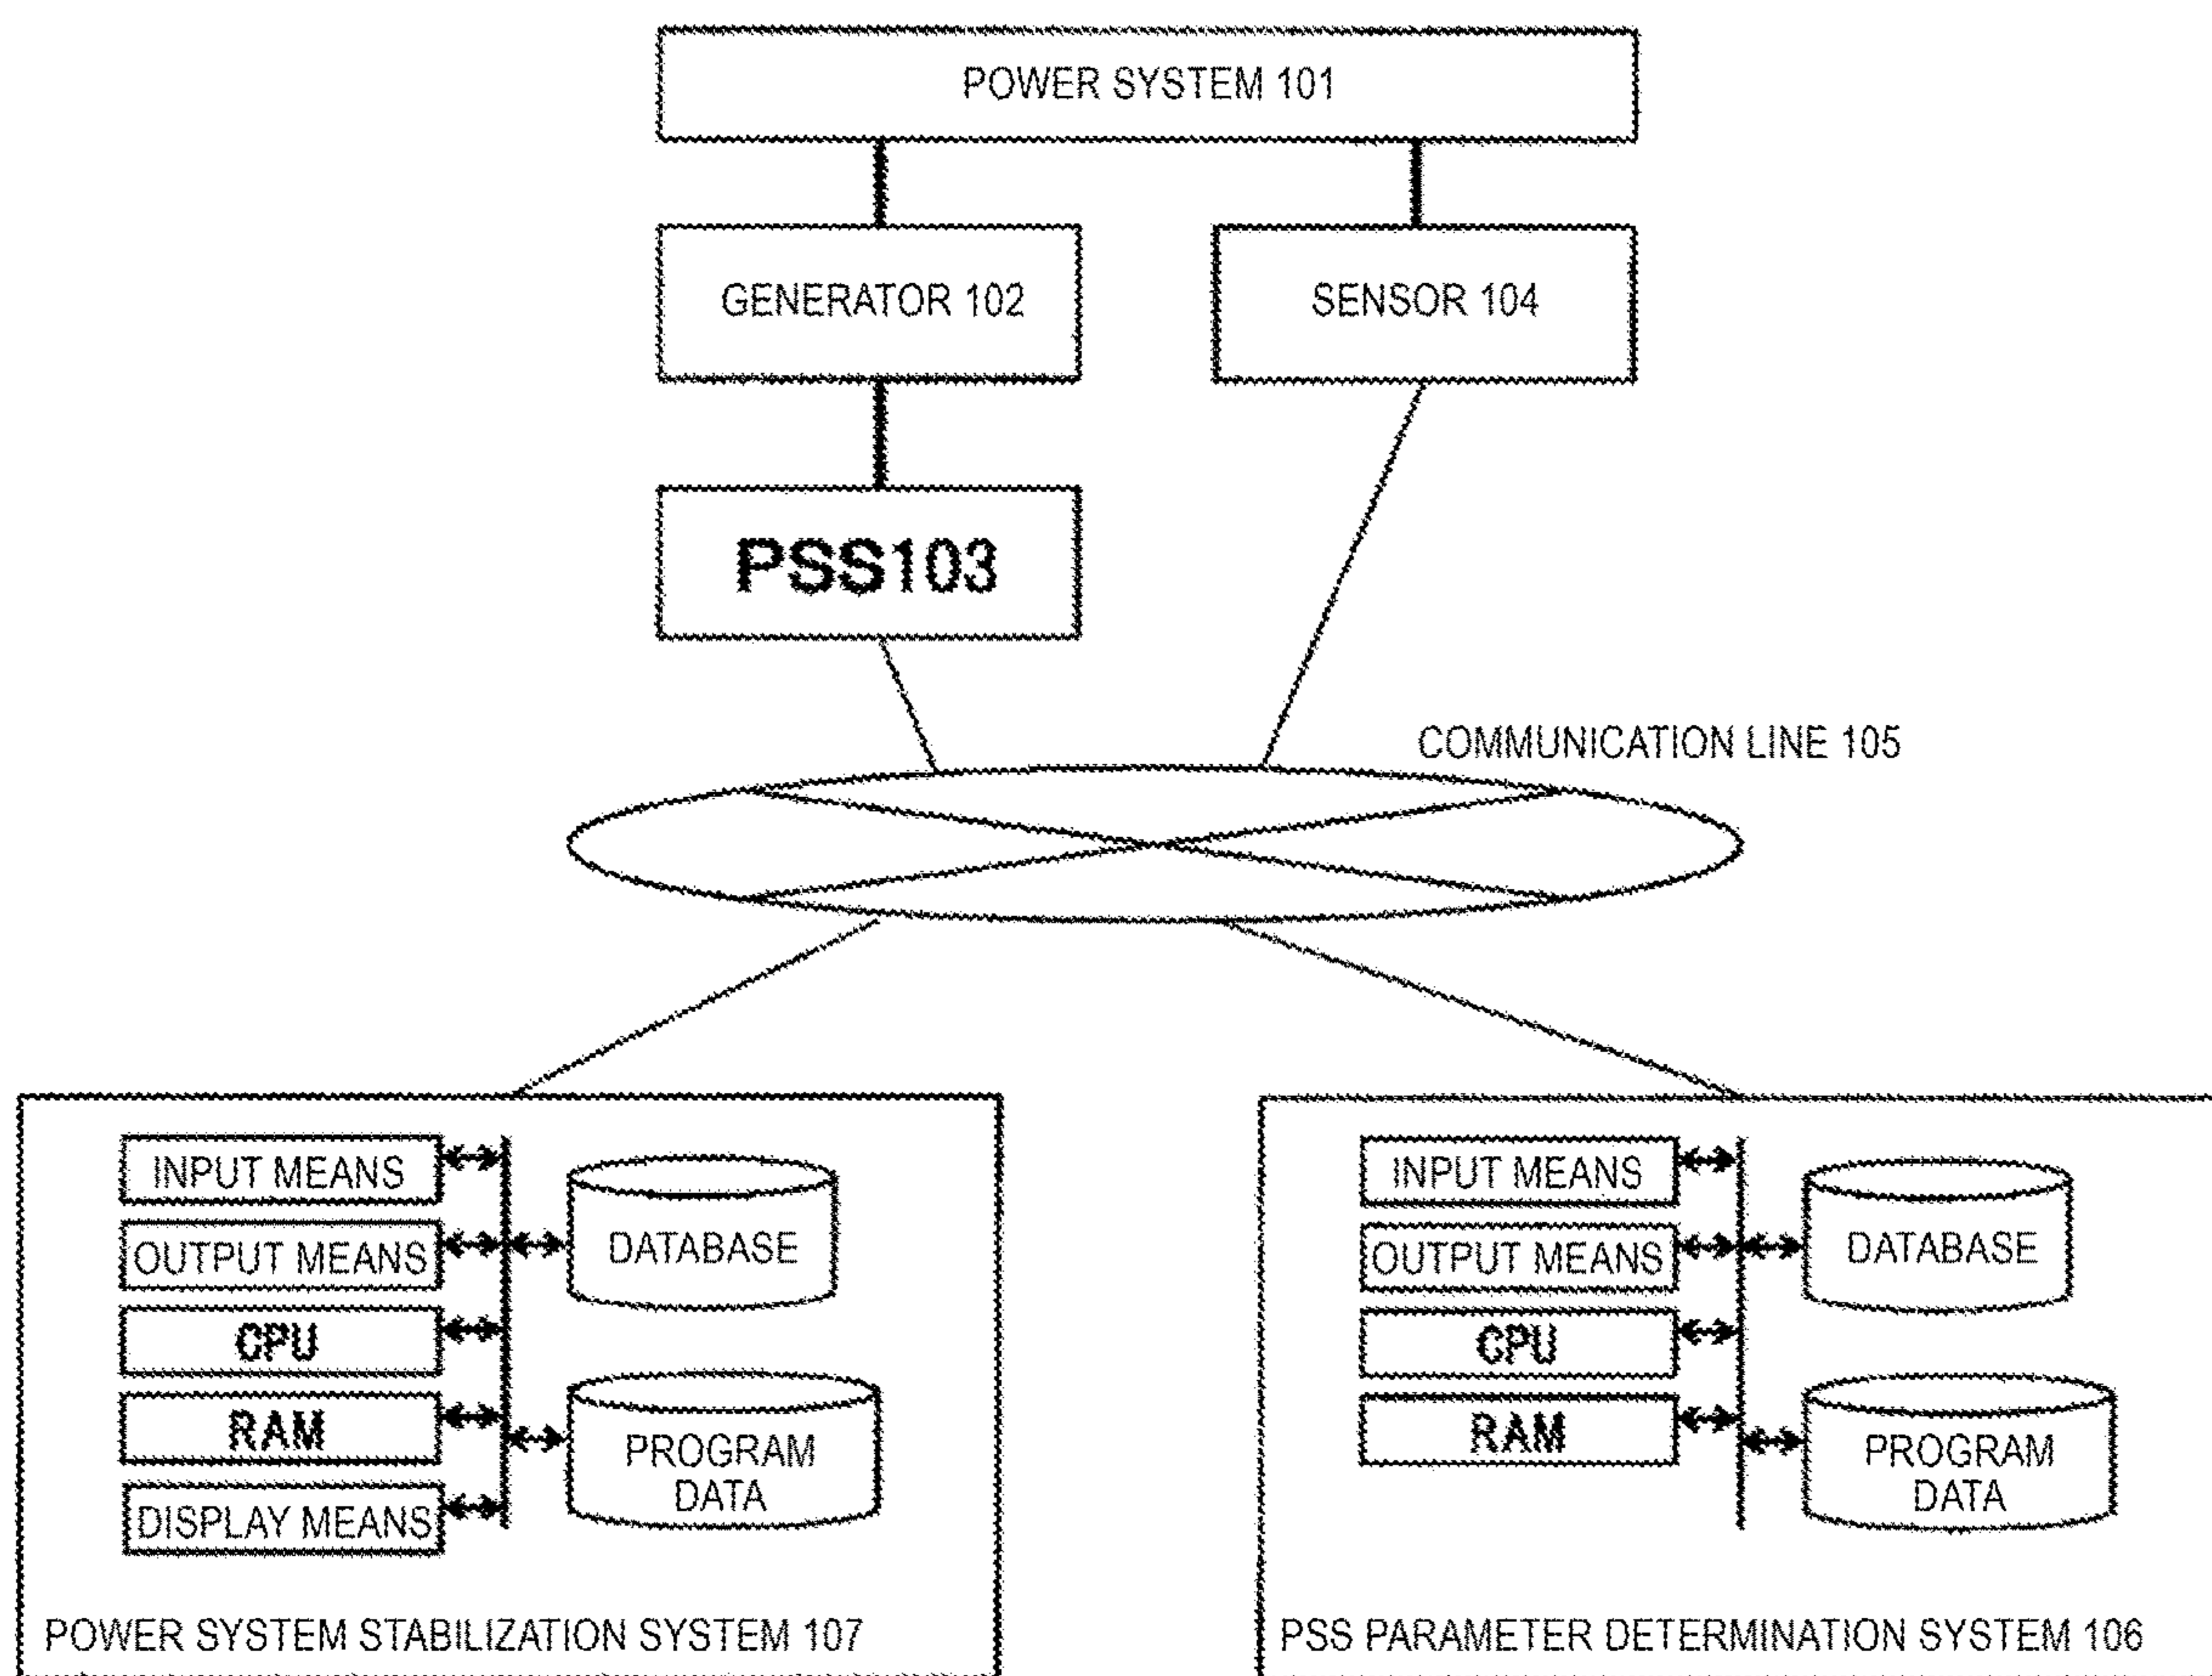 POWER SYSTEM 101
GENERATOR 102
SENSOR 104
PSS103
COMMUNICATION LINE 105
INPUT MEANS
OUTPUT MEANS
CPU
RAM
DISPLAY MEANS
DATABASE
PROGRAM
DATA
POWER SYSTEM STABILIZATION SYSTEM 107
INPUT MEANS
OUTPUT MEANS
CPU
RAM
DATABASE
PROGRAM
DATA
PSS PARAMETER DETERMINATION SYSTEM 106